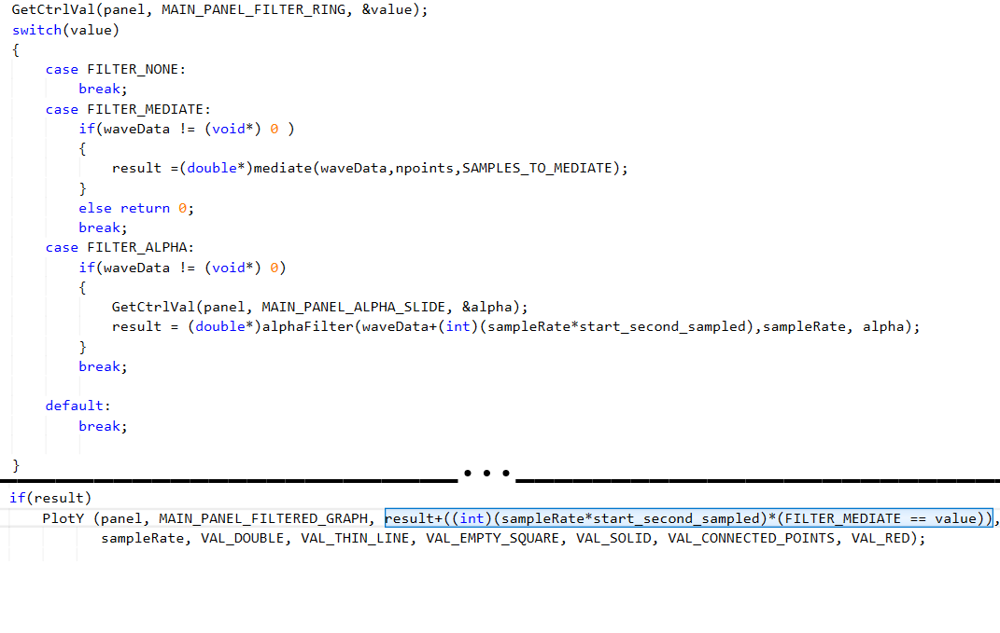 GetCtrlVal(panel, MAIN_PANEL_FILTER_RING, &value);
switch(value)
{
case FILTER_NONE:
break;
case FILTER_MEDIATE:
if(waveData != (void*) 0 )
{
result =(double*)mediate(waveData,npoints,SAMPLES_TO_MEDIATE);
}
else return 0;
break;
case FILTER_ALPHA:
if(waveData != (void*) 0)
{
GetCtrlVal(panel, MAIN_PANEL_ALPHA_SLIDE, &alpha);
result = (double*)alphaFilter(waveData+(int)(sampleRate*start_second_sampled),sampleRate, alpha);
}
break;
default:
break;
}
...
if(result)
PlotY (panel, MAIN_PANEL_FILTERED_GRAPH, result+((int)(sampleRate*start_second_sampled)*(FILTER_MEDIATE == value)),
sampleRate, VAL_DOUBLE, VAL_THIN_LINE, VAL_EMPTY_SQUARE, VAL_SOLID, VAL_CONNECTED_POINTS, VAL_RED);